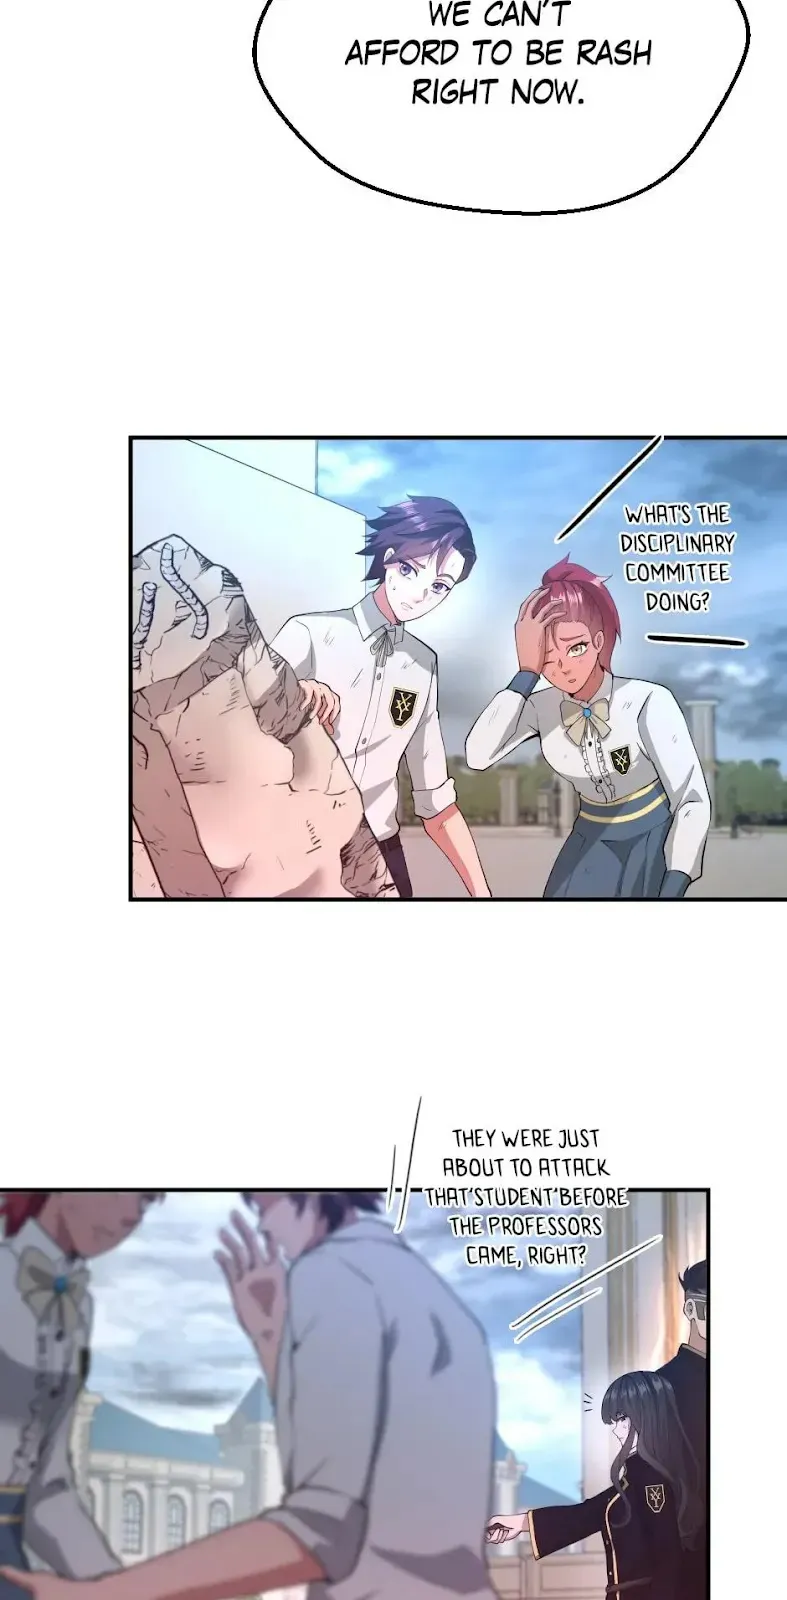 WE CAN'T
AFFORD TO BE RASH
RIGHT NOW.
WHAT'S THE
DISCIPLINARY
COMMITTEE
DOING?
THEY WERE JUST
ABOUT TO ATTACK
THAT 'STUDENT' BEFORE
THE PROFESSORS
CAME, RIGHT?